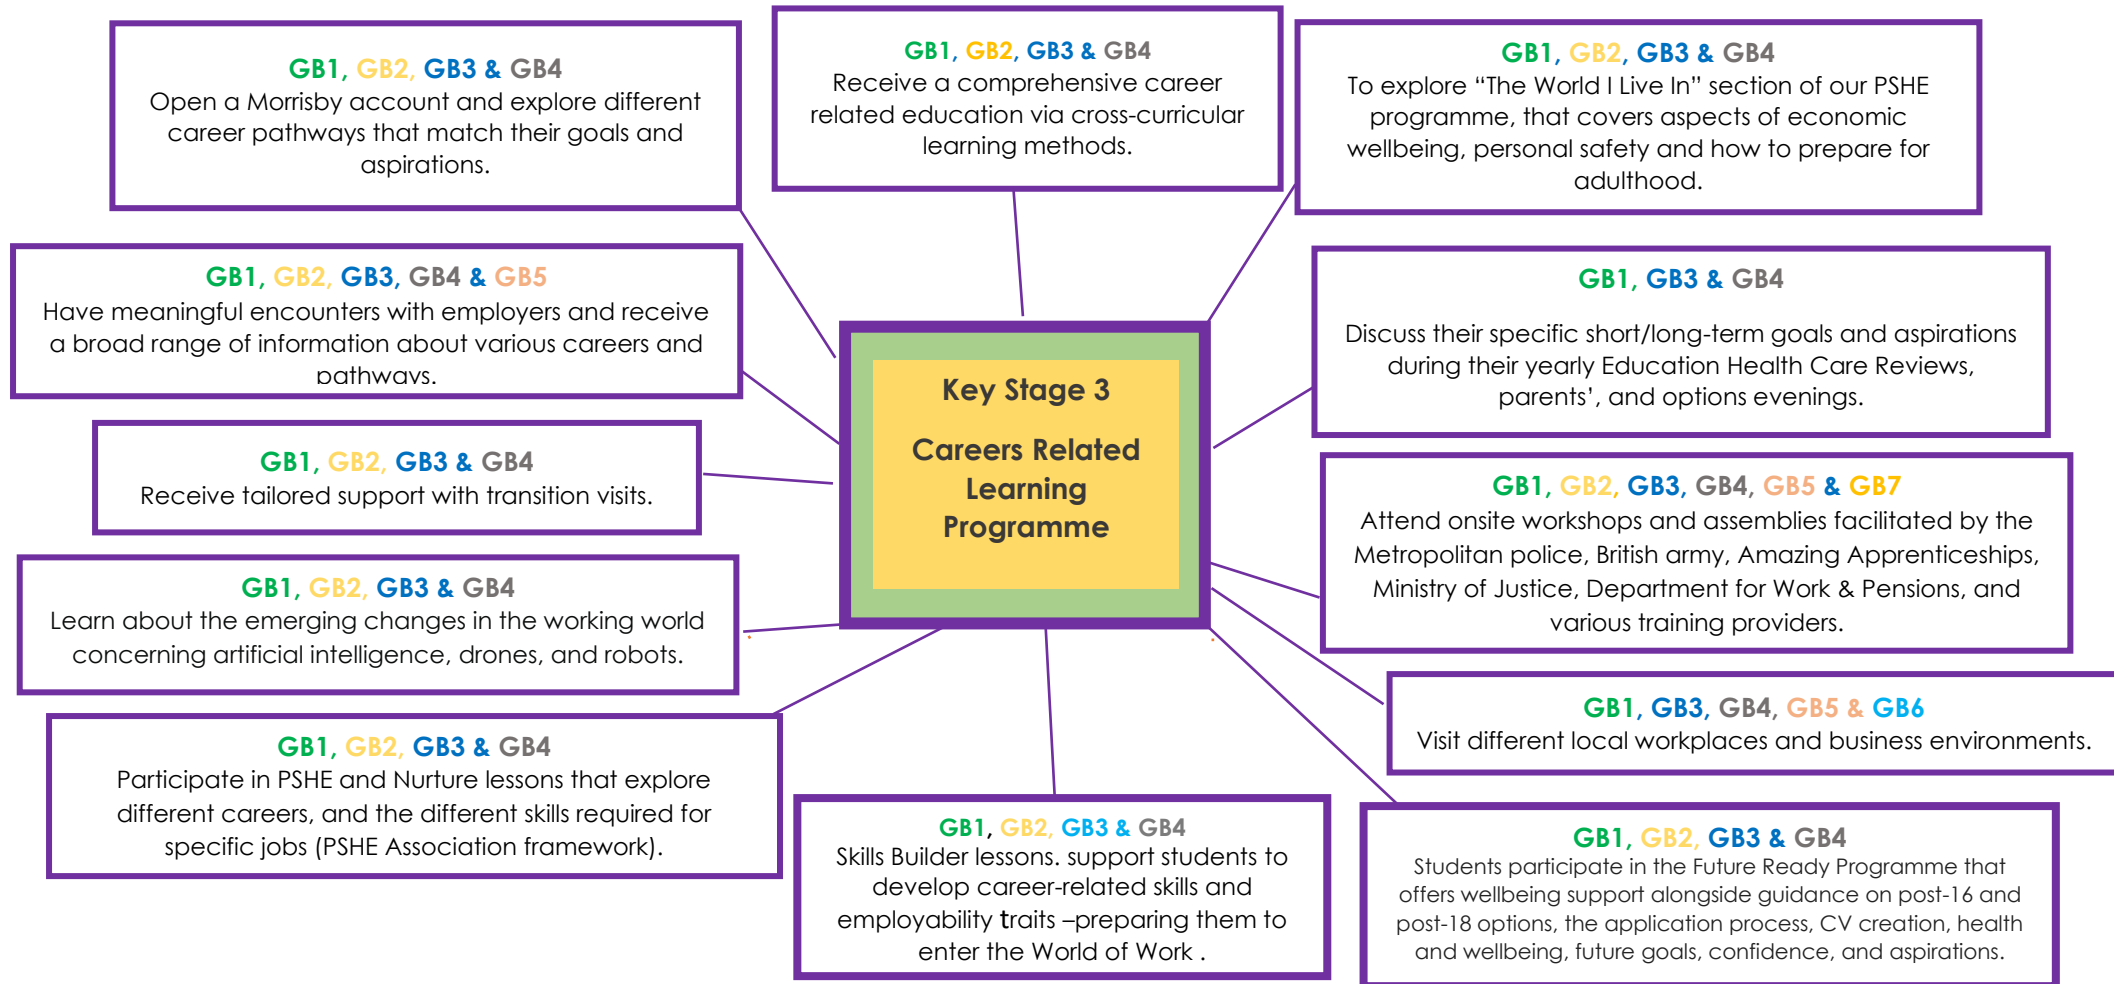 GB1, GB2, GB3 & GB4
Open a Morrisby account and explore different
career pathways that match their goals and
aspirations.
GB1, GB2, GB3 & GB4
Receive a comprehensive career
related education via cross-curricular
learning methods.
GB1, GB2, GB3 & GB4
To explore “The World I Live In” section of our PSHE
programme, that covers aspects of economic
wellbeing, personal safety and how to prepare for
adulthood.
GB1, GB2, GB3, GB4 & GB5
Have meaningful encounters with employers and receive
a broad range of information about various careers and
pathways.
GB1, GB3 & GB4
Discuss their specific short/long-term goals and aspirations
during their yearly Education Health Care Reviews,
parents’, and options evenings.
Key Stage 3
Careers Related
Learning
Programme
GB1, GB2, GB3 & GB4
Receive tailored support with transition visits.
GB1, GB2, GB3, GB4, GB5 & GB7
Attend onsite workshops and assemblies facilitated by the
Metropolitan police, British army, Amazing Apprenticeships,
Ministry of Justice, Department for Work & Pensions, and
various training providers.
GB1, GB2, GB3 & GB4
Learn about the emerging changes in the working world
concerning artificial intelligence, drones, and robots.
GB1, GB3, GB4, GB5 & GB6
Visit different local workplaces and business environments.
GB1, GB2, GB3 & GB4
Participate in PSHE and Nurture lessons that explore
different careers, and the different skills required for
specific jobs (PSHE Association framework).
GB1, GB2, GB3 & GB4
Skills Builder lessons. support students to
develop career-related skills and
employability traits –preparing them to
enter the World of Work .
GB1, GB2, GB3 & GB4
Students participate in the Future Ready Programme that
offers wellbeing support alongside guidance on post-16 and
post-18 options, the application process, CV creation, health
and wellbeing, future goals, confidence, and aspirations.